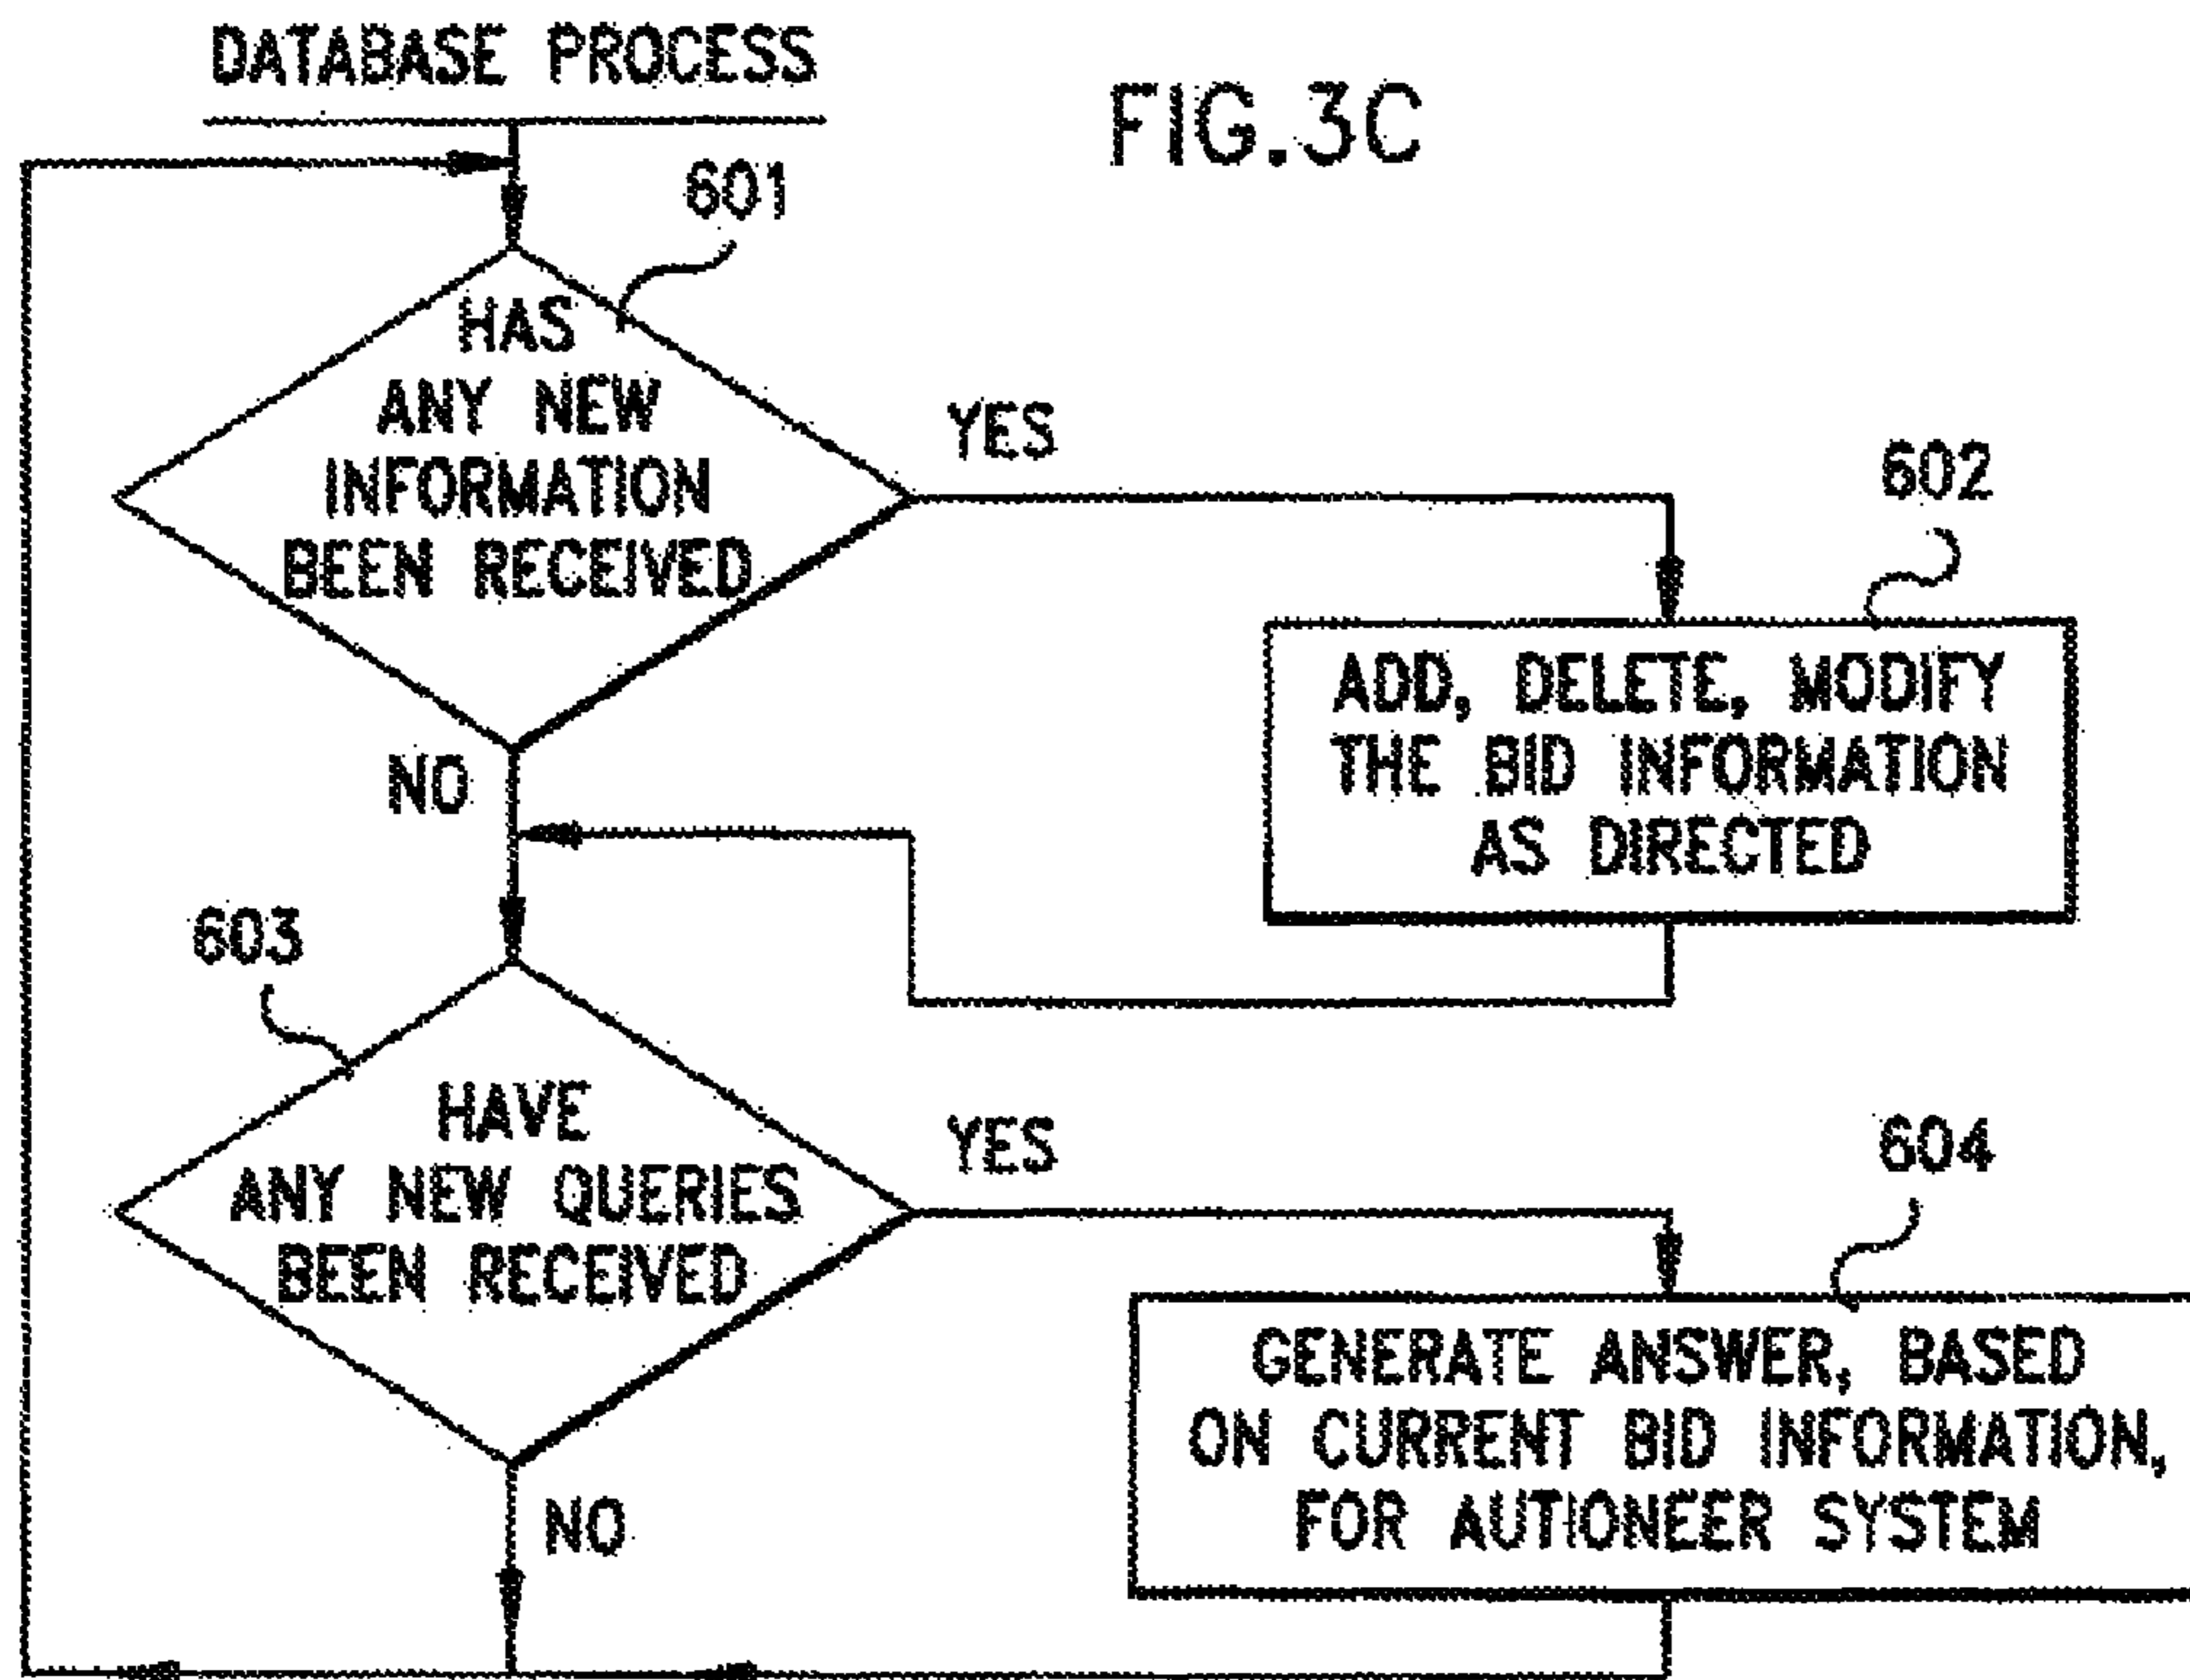 DATABASE PROCESS
FIG.3C
601
HAS
ANY NEW
INFORMATION
BEEN RECEIVED
YES
602
ADD, DELETE, MODIFY
THE BID INFORMATION
AS DIRECTED
NO
603
HAVE
ANY NEW QUERIES
BEEN RECEIVED
YES
604
GENERATE ANSWER, BASED
ON CURRENT BID INFORMATION,
FOR AUTIONEER SYSTEM
NO